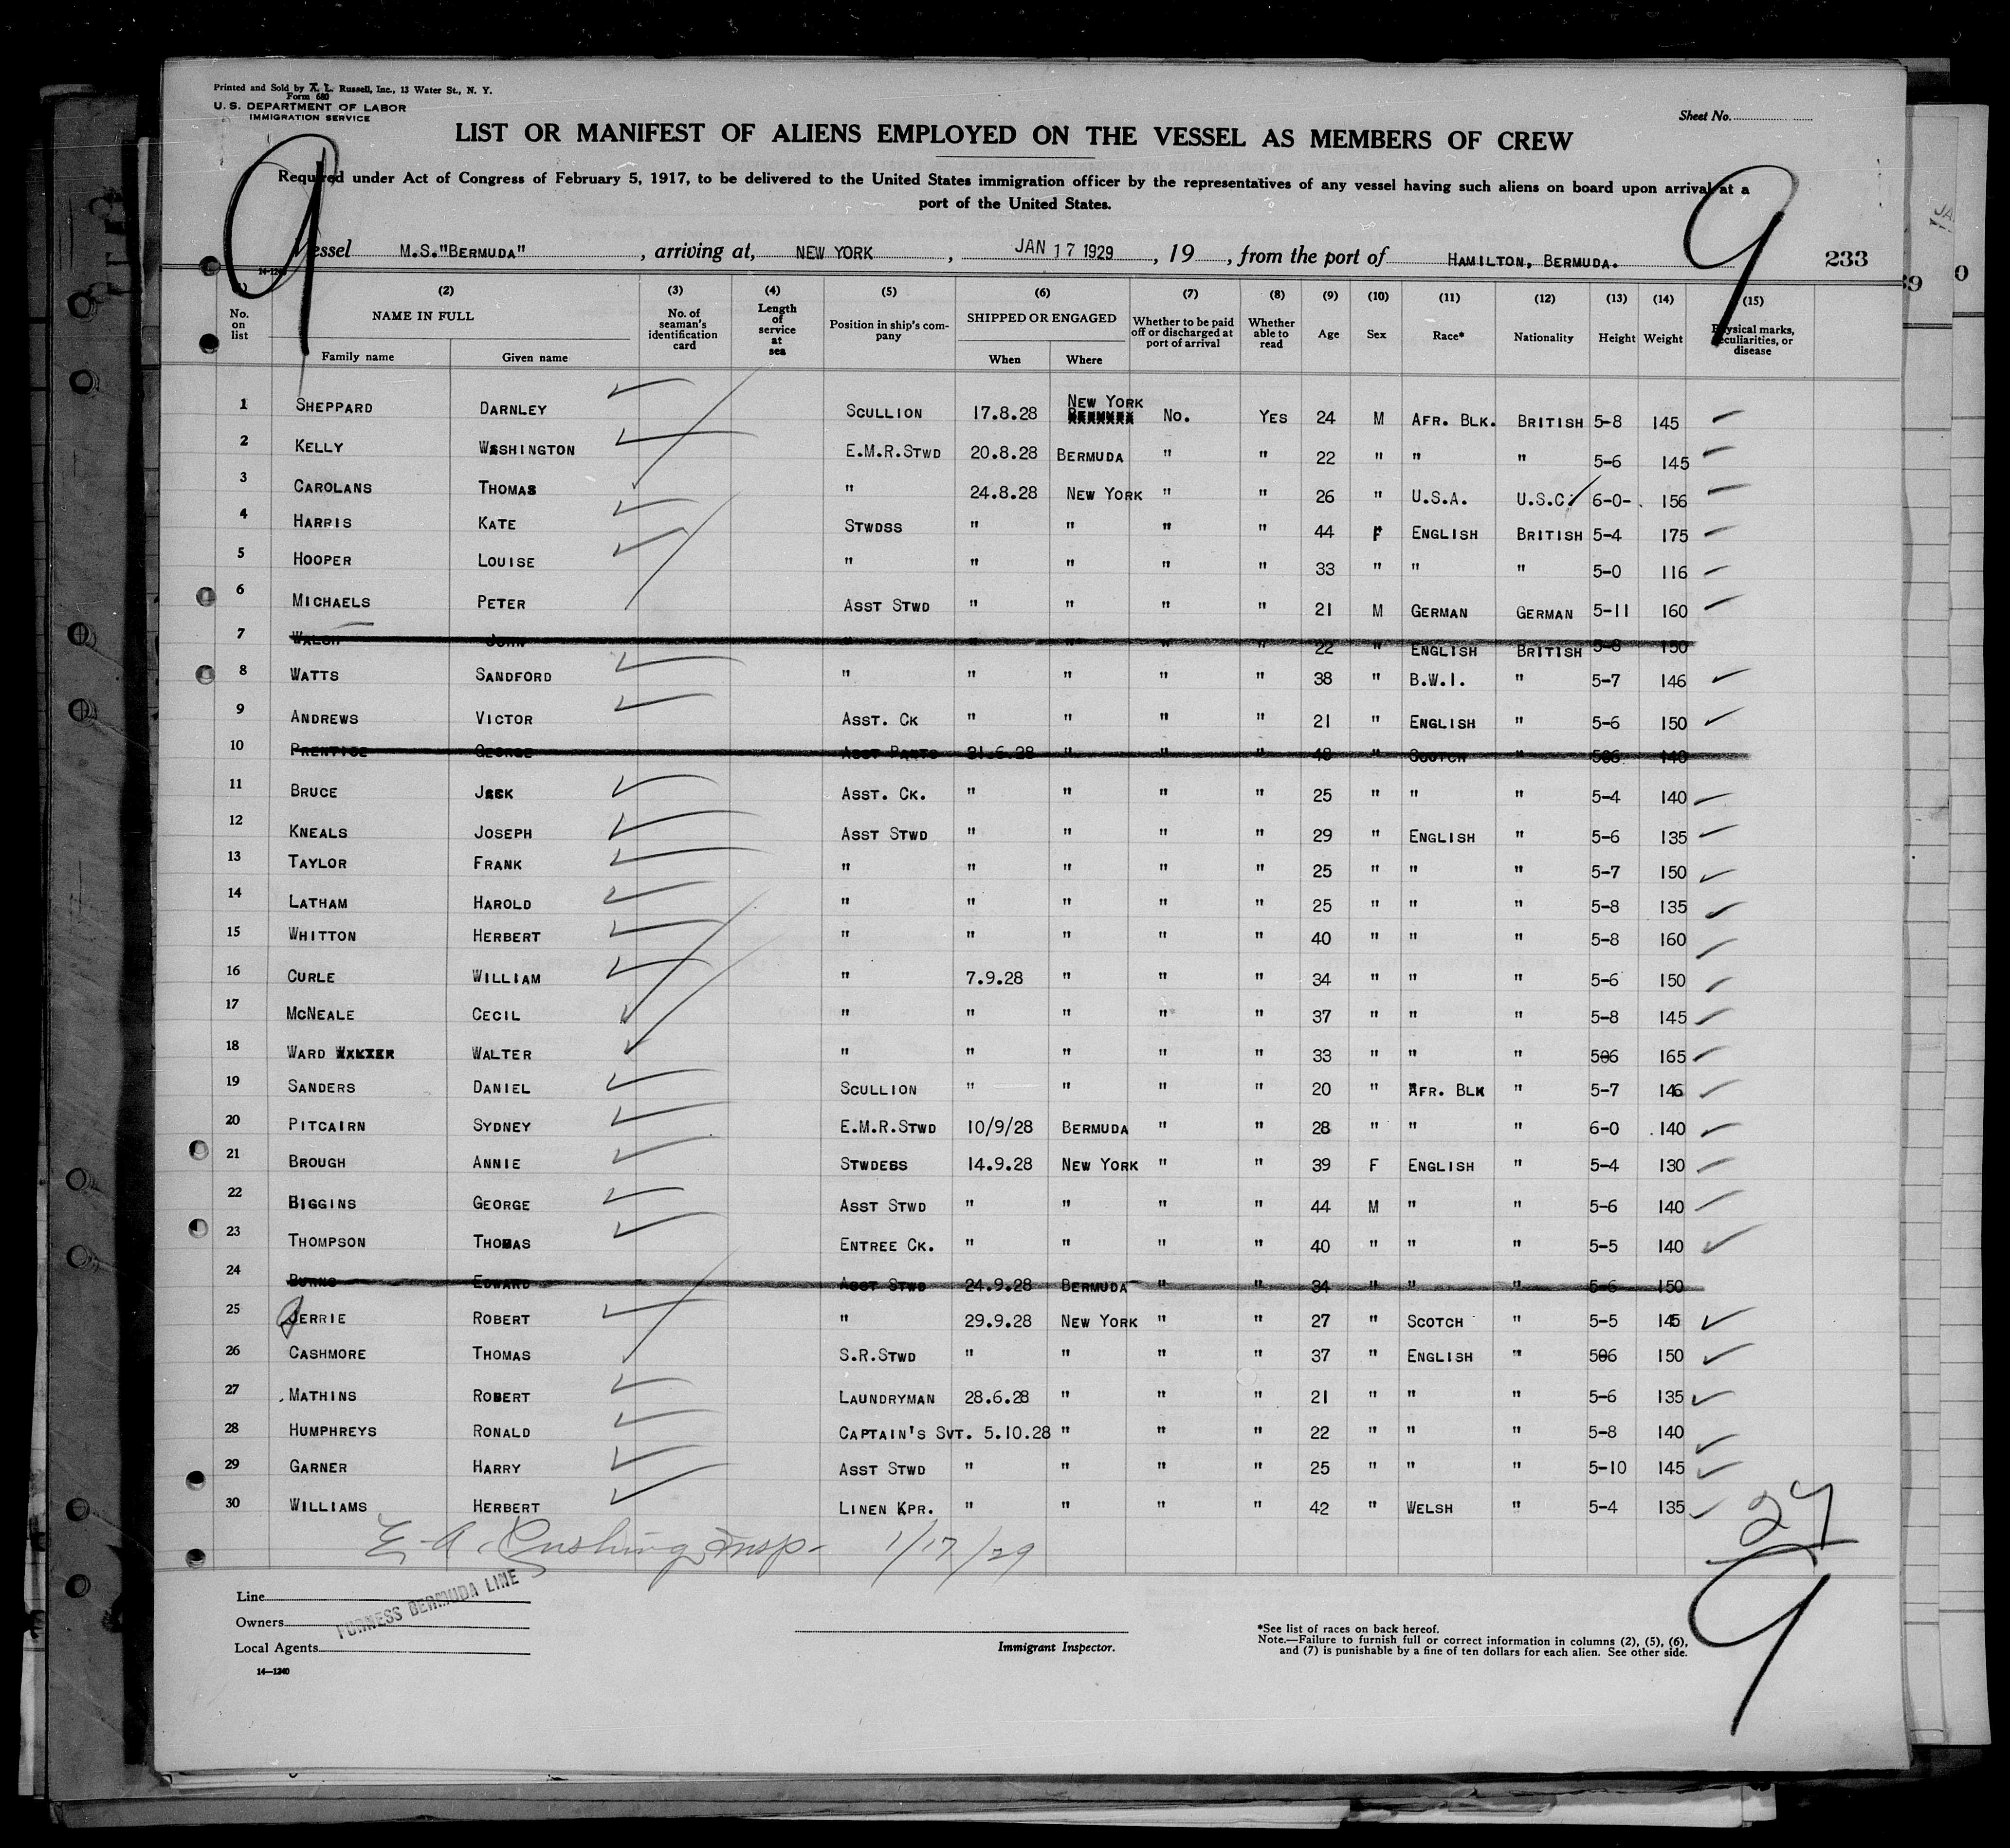 Printed and Sold by A. L. Russell, Inc., 13 Water St., N. Y.
Form 680
U. S. DEPARTMENT OF LABOR
IMMIGRATION SERVICE
Sheet No.
LIST OR MANIFEST OF ALIENS EMPLOYED ON THE VESSEL AS MEMBERS OF CREW
Required under Act of Congress of February 5, 1917, to be delivered to the United States immigration officer by the representatives of any vessel having such aliens on board upon arrival at a
port of the United States.
9 9
Vessel M.S."BERMUDA" , arriving at, NEW YORK , JAN 17 1929 , 19 , from the port of HAMILTON, BERMUDA. 233
14-1240
(2) (3) (4) (5) (6) (7) (8) (9) (10) (11) (12) (13) (14) (15)
No. on list NAME IN FULL Family name Given name No. of seaman's identification card Length of service at sea Position in ship's company SHIPPED OR ENGAGED When Where Whether to be paid off or discharged at port of arrival Whether able to read Age Sex Race* Nationality Height Weight Physical marks, peculiarities, or disease
1 SHEPPARD DARNLEY SCULLION 17.8.28 NEW YORK No. YES 24 M AFR. BLK. BRITISH 5-8 145
2 KELLY WASHINGTON E.M.R.STWD 20.8.28 BERMUDA " " 22 " " " 5-6 145
3 CAROLANS THOMAS " 24.8.28 NEW YORK " " 26 " U.S.A. U.S.C. 6-0- 156
4 HARRIS KATE STWDSS " " " " 44 F ENGLISH BRITISH 5-4 175
5 HOOPER LOUISE " " " " " 33 " " " 5-0 116
6 MICHAELS PETER ASST STWD " " " " 21 M GERMAN GERMAN 5-11 160
7 WALSH JOHN " " " " " 22 " ENGLISH BRITISH 5-8 150
8 WATTS SANDFORD " " " " " 38 " B.W.I. " 5-7 146
9 ANDREWS VICTOR ASST. CK " " " " 21 " ENGLISH " 5-6 150
10 PRENTICE GEORGE ASST PANTS 31.6.28 " " " 40 " SCOTCH " 506 140
11 BRUCE JACK ASST. CK. " " " " 25 " " " 5-4 140
12 KNEALS JOSEPH ASST STWD " " " " 29 " ENGLISH " 5-6 135
13 TAYLOR FRANK " " " " " 25 " " " 5-7 150
14 LATHAM HAROLD " " " " " 25 " " " 5-8 135
15 WHITTON HERBERT " " " " " 40 " " " 5-8 160
16 CURLE WILLIAM " 7.9.28 " " " 34 " " " 5-6 150
17 MCNEALE CECIL " " " " " 37 " " " 5-8 145
18 WARD WALTER " " " " " 33 " " " 506 165
19 SANDERS DANIEL SCULLION " " " " 20 " AFR. BLK " 5-7 146
20 PITCAIRN SYDNEY E.M.R.STWD 10/9/28 BERMUDA " " 28 " " " 6-0 140
21 BROUGH ANNIE STWDESS 14.9.28 NEW YORK " " 39 F ENGLISH " 5-4 130
22 BIGGINS GEORGE ASST STWD " " " " 44 M " " 5-6 140
23 THOMPSON THOMAS ENTREE CK. " " " " 40 " " " 5-5 140
24 BURNS EDWARD ASST STWD 24.9.28 BERMUDA " " 34 " " " 5-6 150
25 JERRIE ROBERT " 29.9.28 NEW YORK " " 27 " SCOTCH " 5-5 145
26 CASHMORE THOMAS S.R.STWD " " " " 37 " ENGLISH " 506 150
27 MATHINS ROBERT LAUNDRYMAN 28.6.28 " " " 21 " " " 5-6 135
28 HUMPHREYS RONALD CAPTAIN'S SVT. 5.10.28 " " " 22 " " " 5-8 140
29 GARNER HARRY ASST STWD " " " " 25 " " " 5-10 145
30 WILLIAMS HERBERT LINEN KPR. " " " " 42 " WELSH " 5-4 135
27
E. A. Cushing Insp- 1/17/29
9
Line
Owners
Local Agents
FURNESS BERMUDA LINE
14—1240
Immigrant Inspector.
*See list of races on back hereof.
Note.—Failure to furnish full or correct information in columns (2), (5), (6),
and (7) is punishable by a fine of ten dollars for each alien. See other side.